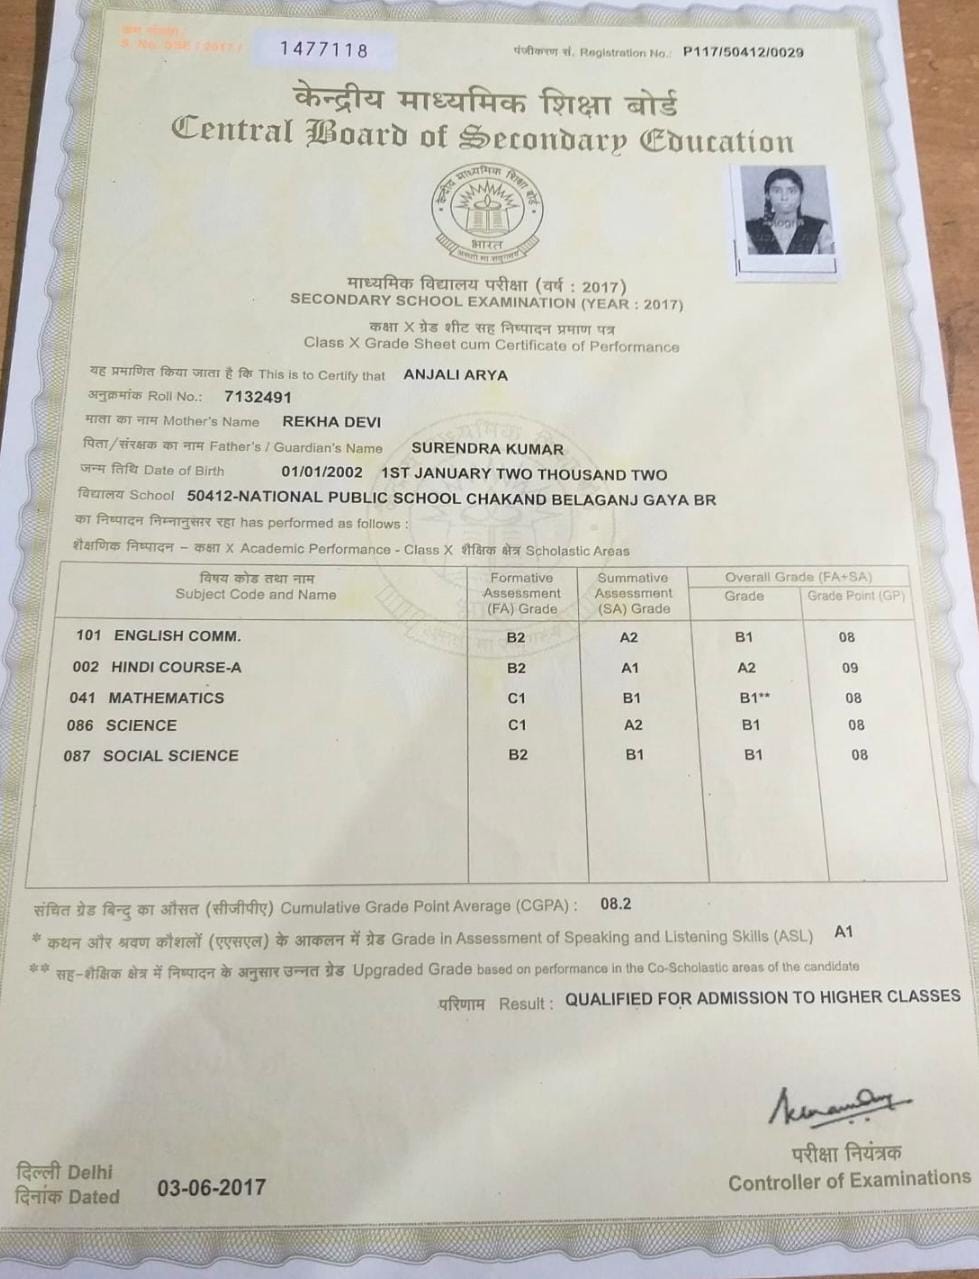 क्रम संख्या /
S. No. SSE / 2017 / 1477118
पंजीकरण सं. Registration No.: P117/50412/0029
केन्द्रीय माध्यमिक शिक्षा बोर्ड
Central Board of Secondary Education
केन्द्रीय माध्यमिक शिक्षा बोर्ड
भारत
माध्यमिक विद्यालय परीक्षा (वर्ष : 2017)
SECONDARY SCHOOL EXAMINATION (YEAR : 2017)
कक्षा X ग्रेड शीट सह निष्पादन प्रमाण पत्र
Class X Grade Sheet cum Certificate of Performance
यह प्रमाणित किया जाता है कि This is to Certify that ANJALI ARYA
अनुक्रमांक Roll No.: 7132491
माता का नाम Mother's Name REKHA DEVI
पिता/संरक्षक का नाम Father's / Guardian's Name SURENDRA KUMAR
जन्म तिथि Date of Birth 01/01/2002 1ST JANUARY TWO THOUSAND TWO
विद्यालय School 50412-NATIONAL PUBLIC SCHOOL CHAKAND BELAGANJ GAYA BR
का निष्पादन निम्नानुसार रहा has performed as follows :
शैक्षणिक निष्पादन – कक्षा X Academic Performance - Class X शैक्षिक क्षेत्र Scholastic Areas
विषय कोड तथा नाम Formative Summative Overall Grade (FA+SA)
Subject Code and Name Assessment Assessment Grade Grade Point (GP)
(FA) Grade (SA) Grade
101 ENGLISH COMM. B2 A2 B1 08
002 HINDI COURSE-A B2 A1 A2 09
041 MATHEMATICS C1 B1 B1** 08
086 SCIENCE C1 A2 B1 08
087 SOCIAL SCIENCE B2 B1 B1 08
संचित ग्रेड बिन्दु का औसत (सीजीपीए) Cumulative Grade Point Average (CGPA) : 08.2
* कथन और श्रवण कौशलों (एएसएल) के आकलन में ग्रेड Grade in Assessment of Speaking and Listening Skills (ASL) A1
** सह-शैक्षिक क्षेत्र में निष्पादन के अनुसार उन्नत ग्रेड Upgraded Grade based on performance in the Co-Scholastic areas of the candidate
परिणाम Result : QUALIFIED FOR ADMISSION TO HIGHER CLASSES
परीक्षा नियंत्रक
Controller of Examinations
दिल्ली Delhi
दिनांक Dated 03-06-2017